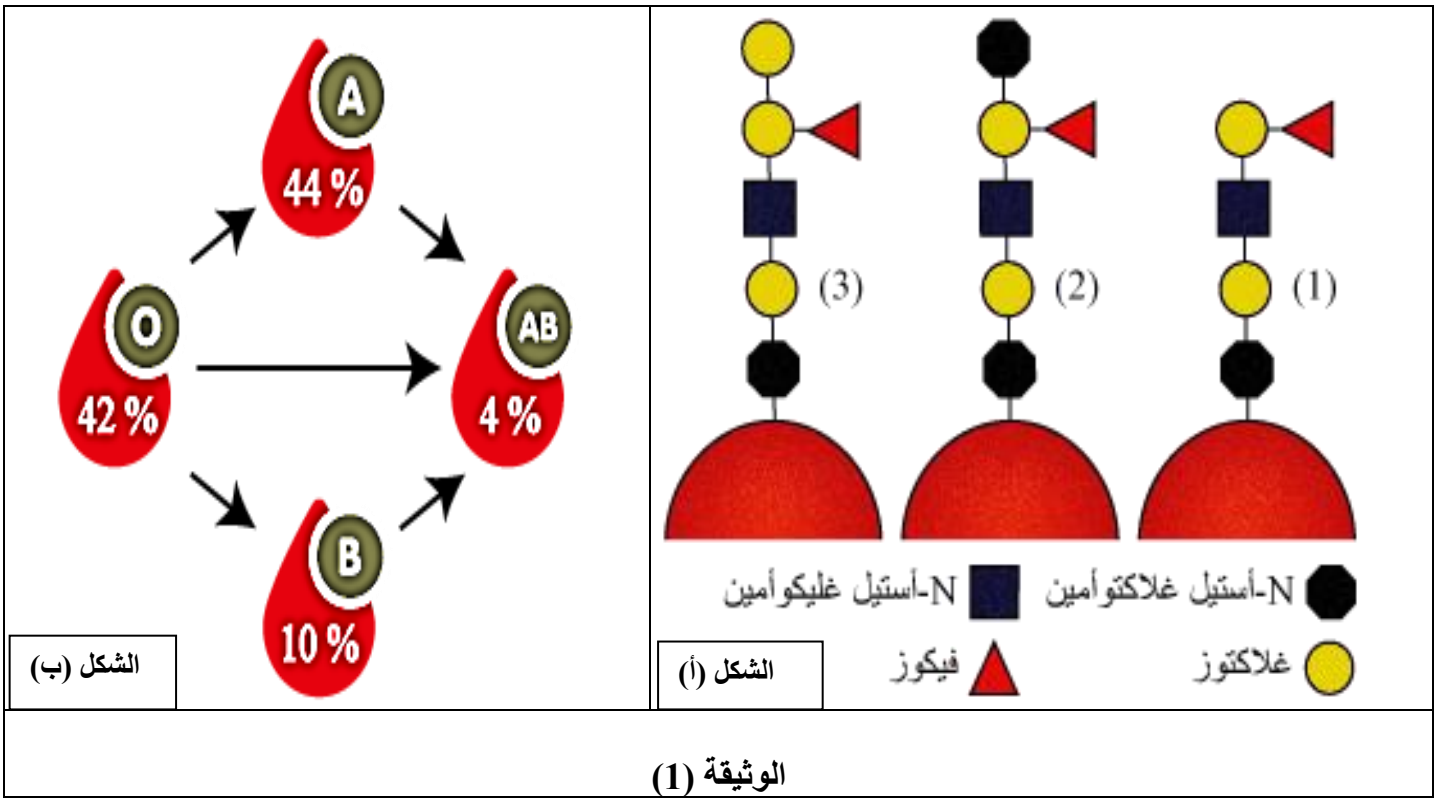 (3) (2) (1)
N-أستيل غلاكتوأمين N-أستيل غليكوأمين
غلاكتوز فيكوز
الشكل (أ)
A
44 %
O
42 %
AB
4 %
B
10 %
الشكل (ب)
الوثيقة (1)